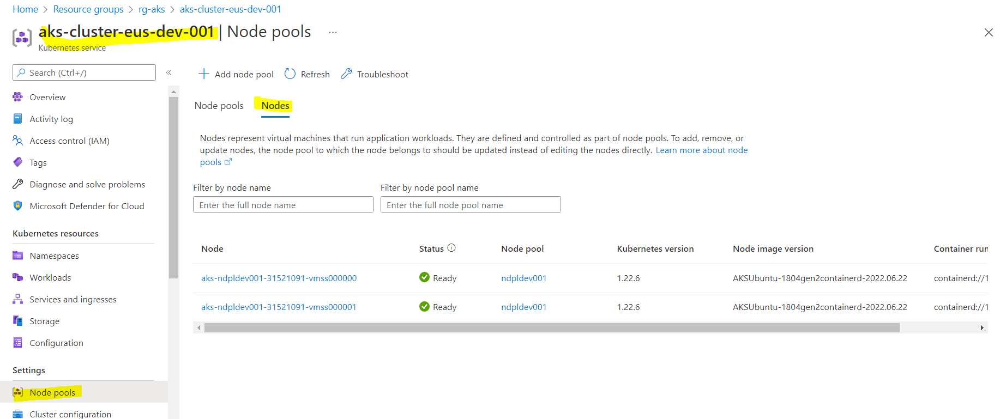 Home > Resource groups > rg-aks > aks-cluster-eus-dev-001
aks-cluster-eus-dev-001 | Node pools ...
Kubernetes service
Search (Ctrl+/)
«
Overview
Activity log
Access control (IAM)
Tags
Diagnose and solve problems
Microsoft Defender for Cloud
Kubernetes resources
Namespaces
Workloads
Services and ingresses
Storage
Configuration
Settings
Node pools
Cluster configuration
Add node pool Refresh Troubleshoot
Node pools Nodes
Nodes represent virtual machines that run application workloads. They are defined and controlled as part of node pools. To add, remove, or
update nodes, the node pool to which the node belongs to should be updated instead of editing the nodes directly. Learn more about node
pools
Filter by node name Filter by node pool name
Enter the full node name Enter the full node pool name
Node Status Node pool Kubernetes version Node image version Container run
aks-ndpldev001-31521091-vmss000000 Ready ndpldev001 1.22.6 AKSUbuntu-1804gen2containerd-2022.06.22 containerd://1
aks-ndpldev001-31521091-vmss000001 Ready ndpldev001 1.22.6 AKSUbuntu-1804gen2containerd-2022.06.22 containerd://1